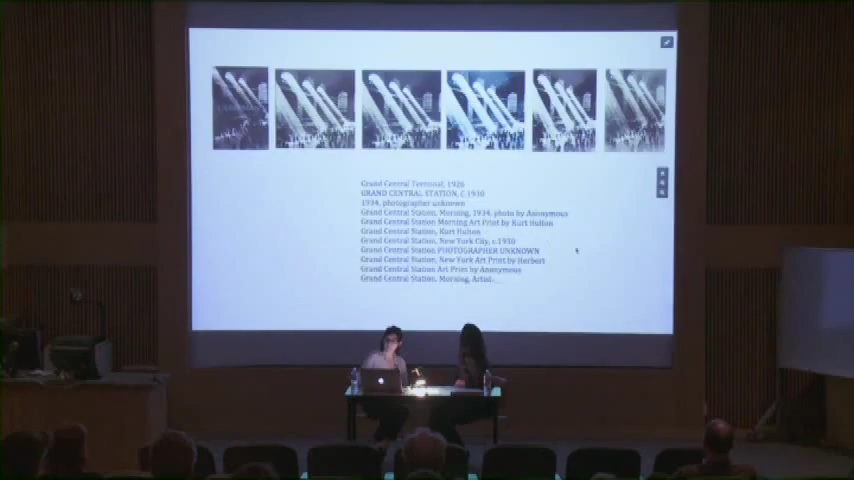 Grand Central Terminal, 1926
GRAND CENTRAL STATION, C.1930
1934, photographer unknown
Grand Central Station, Morning, 1934, photo by Anonymous
Grand Central Station Morning Art Print by Kurt Hulton
Grand Central Station, Kurt Hulton
Grand Central Station, New York City, c.1930
Grand Central Station PHOTOGRAPHER UNKNOWN
Grand Central Station, New York Art Print by Herbert
Grand Central Station Art Print by Anonymous
Grand Central Station, Morning, Artist.